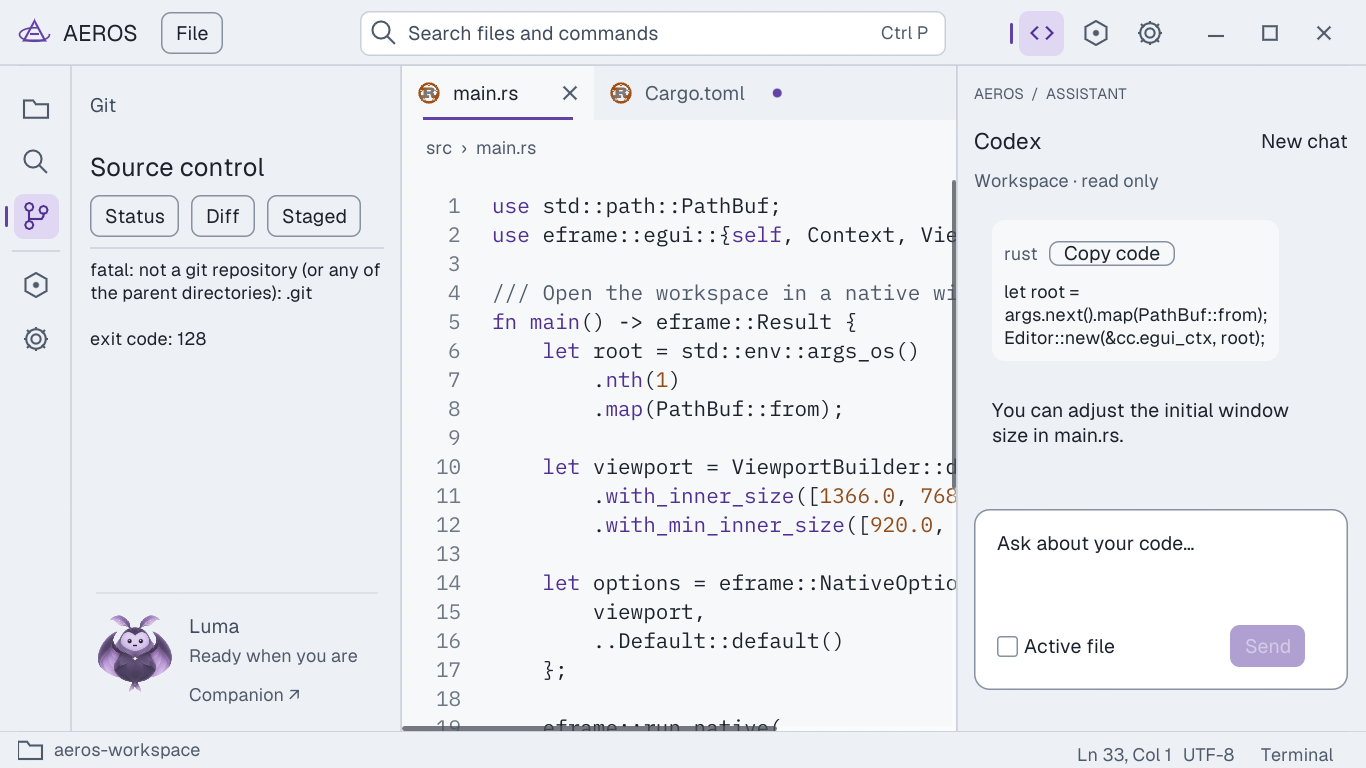 AEROS File Search files and commands Ctrl P
Git
Source control
Status Diff Staged
fatal: not a git repository (or any of
the parent directories): .git
exit code: 128
Luma
Ready when you are
Companion ↗
main.rs Cargo.toml
src › main.rs
1 use std::path::PathBuf;
2 use eframe::egui::{self, Context, Vie
3
4 /// Open the workspace in a native wi
5 fn main() -> eframe::Result {
6 let root = std::env::args_os()
7 .nth(1)
8 .map(PathBuf::from);
9
10 let viewport = ViewportBuilder::d
11 .with_inner_size([1366.0, 768
12 .with_min_inner_size([920.0,
13
14 let options = eframe::NativeOptio
15 viewport,
16 ..Default::default()
17 };
18
19 eframe::run_native(
AEROS / ASSISTANT
Codex New chat
Workspace · read only
rust Copy code
let root =
args.next().map(PathBuf::from);
Editor::new(&cc.egui_ctx, root);
You can adjust the initial window
size in main.rs.
Ask about your code…
Active file Send
aeros-workspace Ln 33, Col 1 UTF-8 Terminal